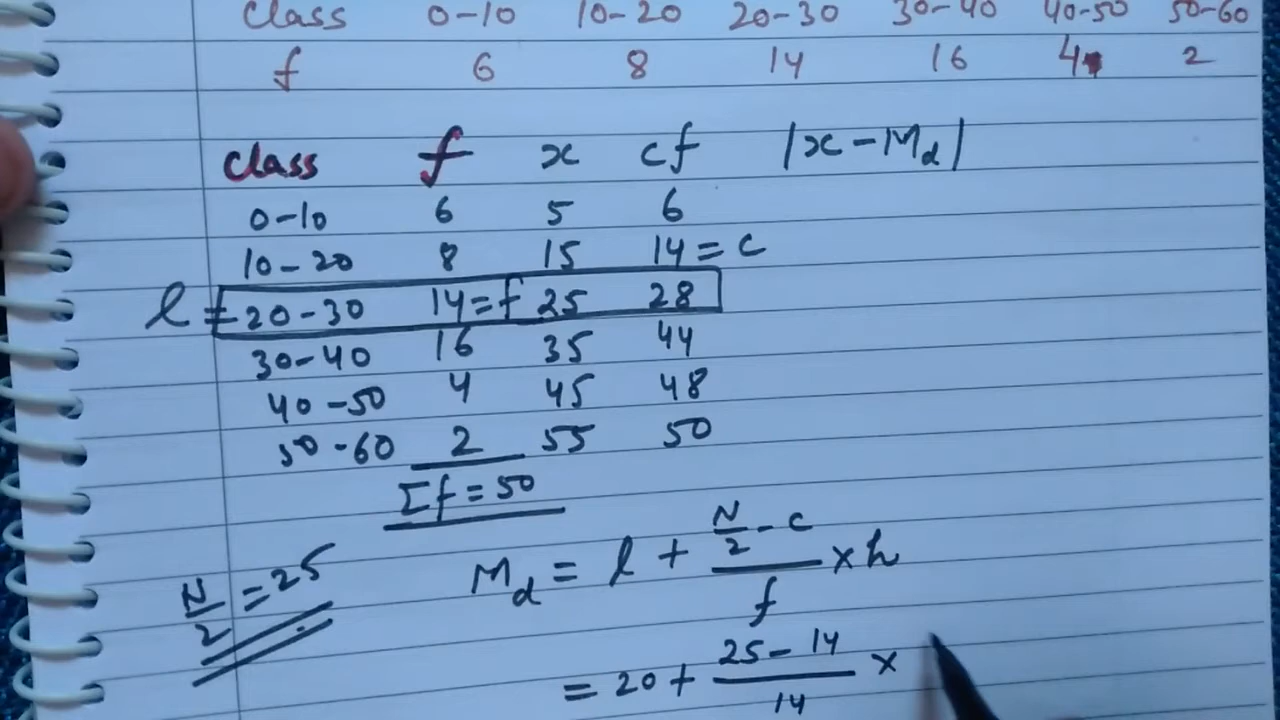 Class 0-10 10-20 20-30 30-40 40-50 50-60
f 6 8 14 16 4 2
Class f x cf |x-Md|
0-10 6 5 6
10-20 8 15 14=c
l = 20-30 14=f 25 28
30-40 16 35 44
40-50 4 45 48
50-60 2 55 50
Σf=50
N/2 = 25
Md = l + (N/2 - c)/f × h
= 20 + (25-14)/14 ×